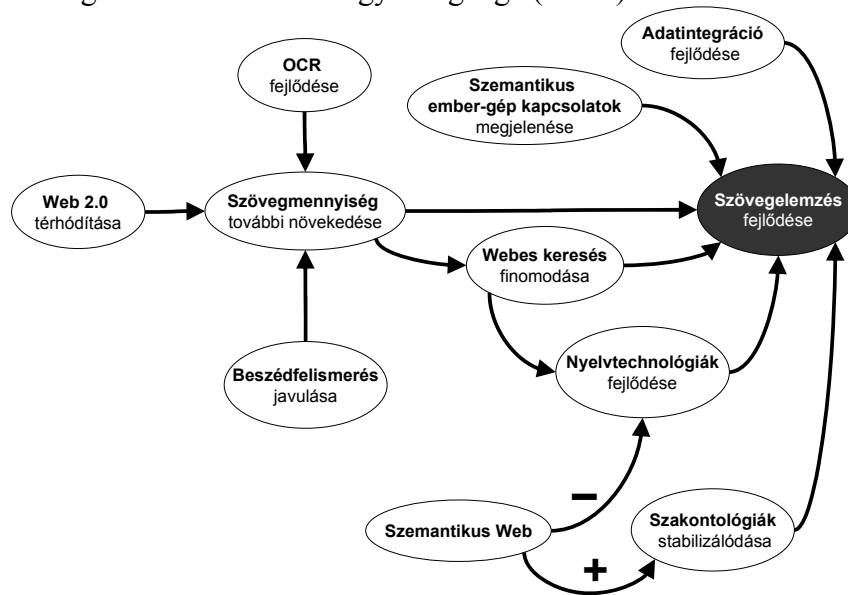 Adatintegráció
fejlődése
OCR
fejlődése
Szemantikus
ember-gép kapcsolatok
megjelenése
Web 2.0
térhódítása
Szövegmennyiség
további növekedése
Szövegelemzés
fejlődése
Webes keresés
finomodása
Beszédfelismerés
javulása
Nyelvtechnológiák
fejlődése
–
Szemantikus Web
Szakontológiák
stabilizálódása
+